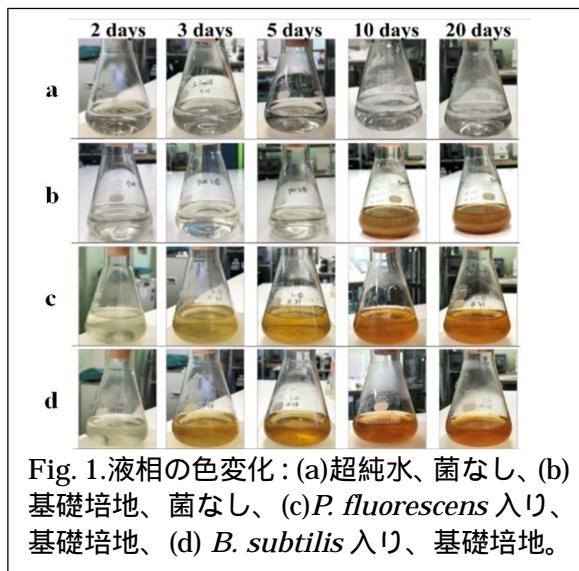 2 days 3 days 5 days 10 days 20 days
a
b
c
d
Fig. 1.液相の色変化:(a)超純水、菌なし、(b)
基礎培地、菌なし、(c)P. fluorescens 入り、
基礎培地、(d) B. subtilis 入り、基礎培地。